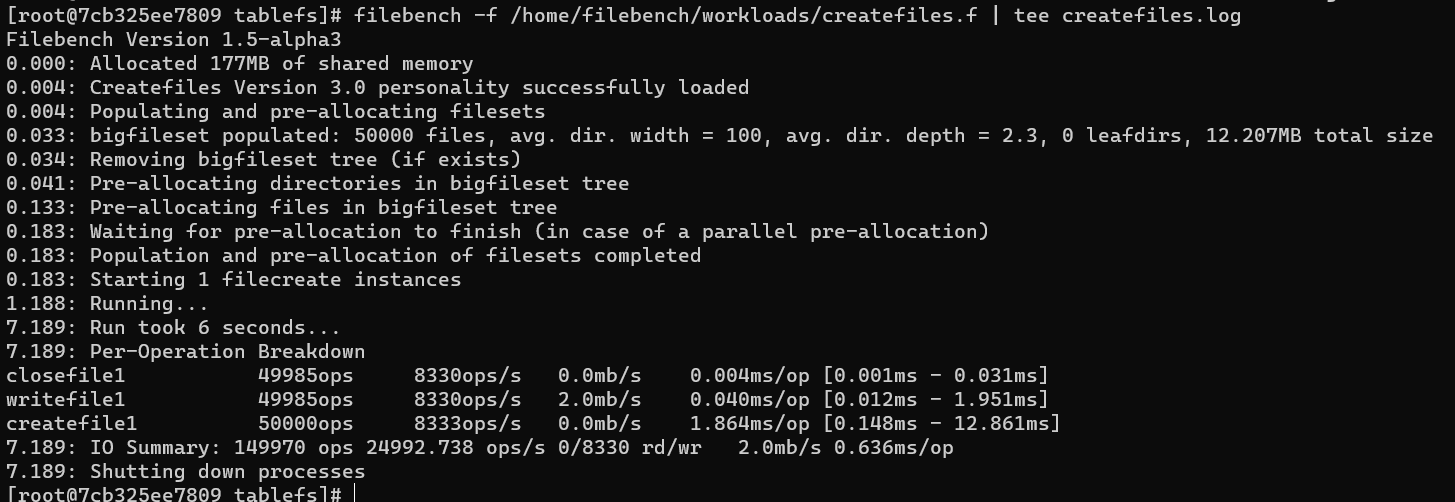 [root@7cb325ee7809 tablefs]# filebench -f /home/filebench/workloads/createfiles.f | tee createfiles.log
Filebench Version 1.5-alpha3
0.000: Allocated 177MB of shared memory
0.004: Createfiles Version 3.0 personality successfully loaded
0.004: Populating and pre-allocating filesets
0.033: bigfileset populated: 50000 files, avg. dir. width = 100, avg. dir. depth = 2.3, 0 leafdirs, 12.207MB total size
0.034: Removing bigfileset tree (if exists)
0.041: Pre-allocating directories in bigfileset tree
0.133: Pre-allocating files in bigfileset tree
0.183: Waiting for pre-allocation to finish (in case of a parallel pre-allocation)
0.183: Population and pre-allocation of filesets completed
0.183: Starting 1 filecreate instances
1.188: Running...
7.189: Run took 6 seconds...
7.189: Per-Operation Breakdown
closefile1           49985ops     8330ops/s   0.0mb/s    0.004ms/op [0.001ms - 0.031ms]
writefile1           49985ops     8330ops/s   2.0mb/s    0.040ms/op [0.012ms - 1.951ms]
createfile1          50000ops     8333ops/s   0.0mb/s    1.864ms/op [0.148ms - 12.861ms]
7.189: IO Summary: 149970 ops 24992.738 ops/s 0/8330 rd/wr   2.0mb/s 0.636ms/op
7.189: Shutting down processes
[root@7cb325ee7809 tablefs]#